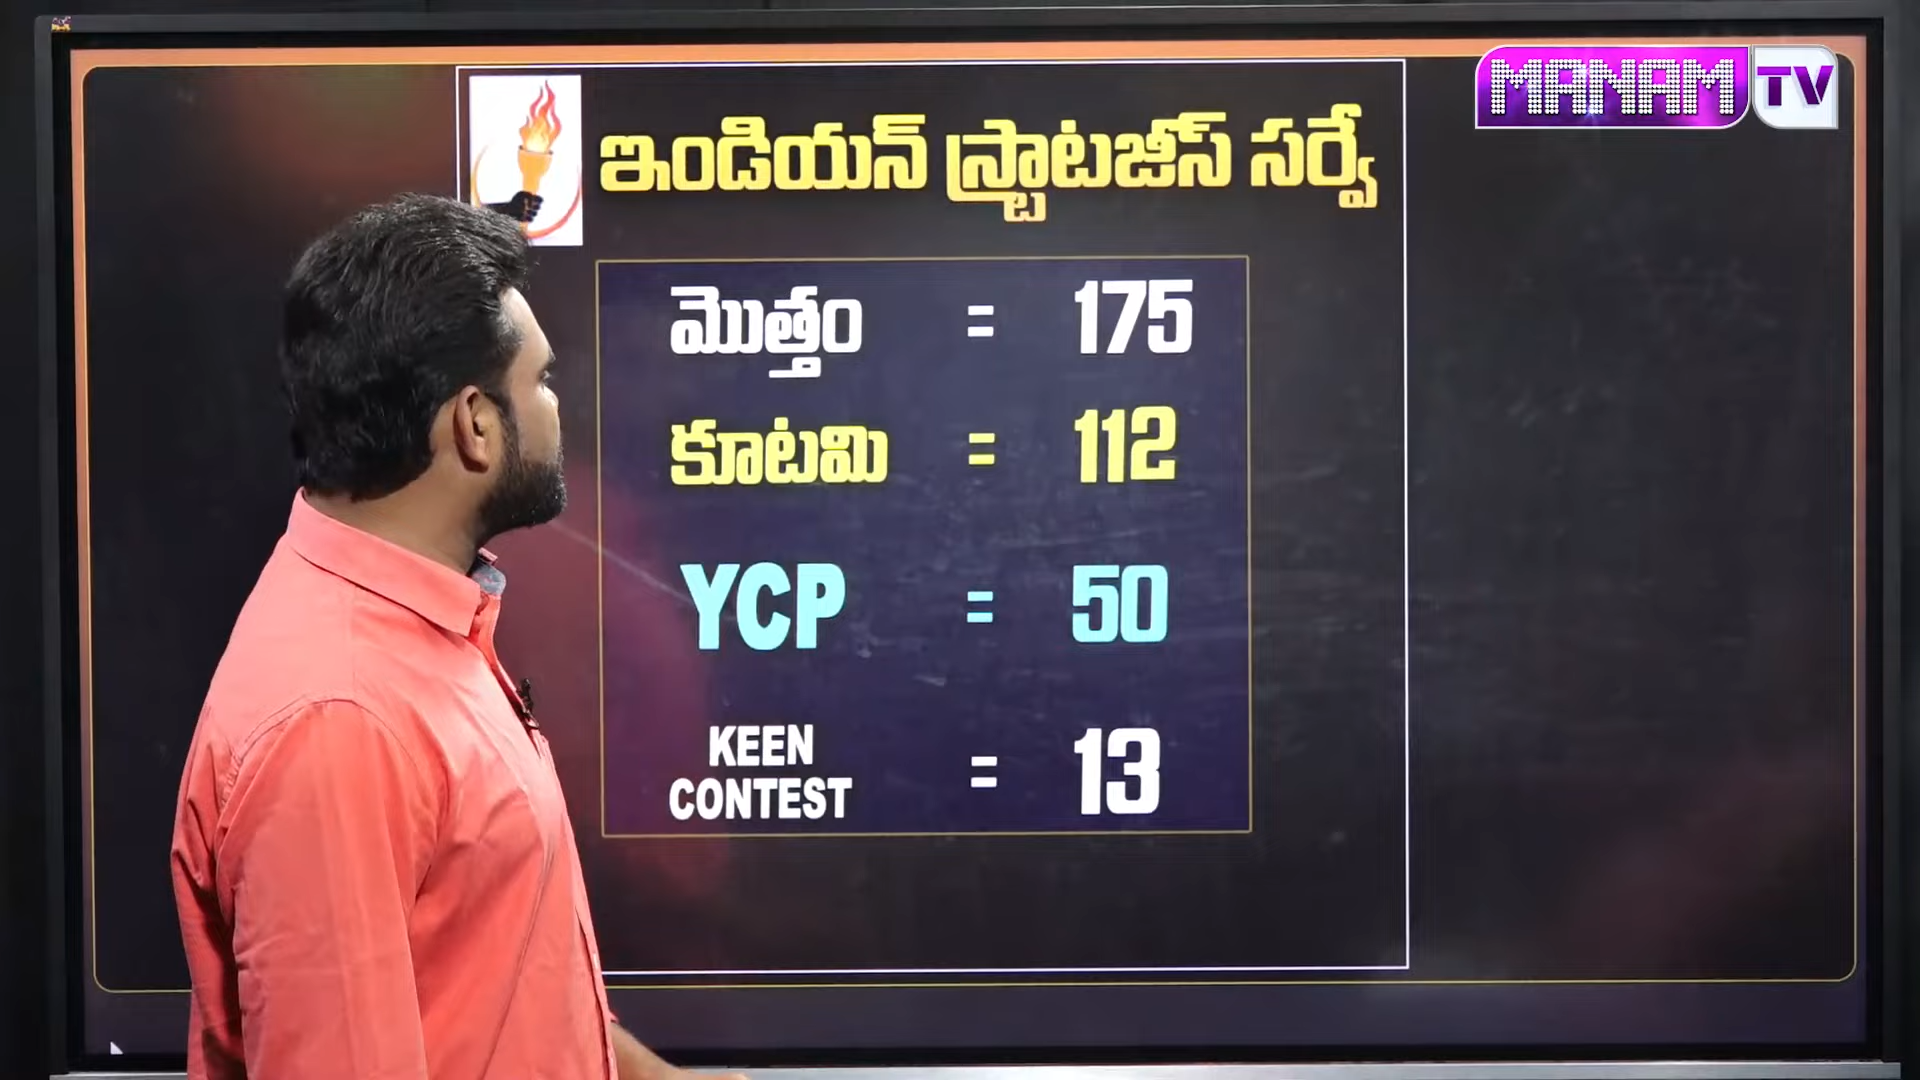 MANAM TV
ఇండియన్ స్ట్రాటజీస్ సర్వే
మొత్తం = 175
కూటమి = 112
YCP = 50
KEEN
CONTEST = 13